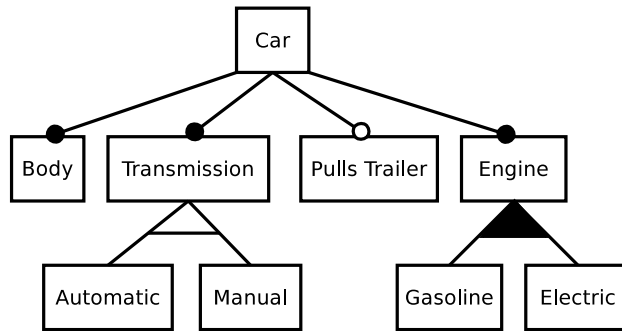 Car
Body
Transmission
Pulls Trailer
Engine
Automatic
Manual
Gasoline
Electric